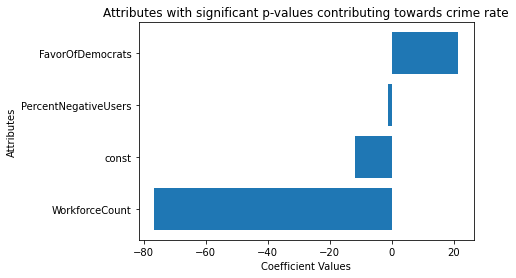 Attributes with significant p-values contributing towards crime rate
FavorOfDemocrats
PercentNegativeUsers
const
WorkforceCount
Attributes
−80 −60 −40 −20 0 20
Coefficient Values